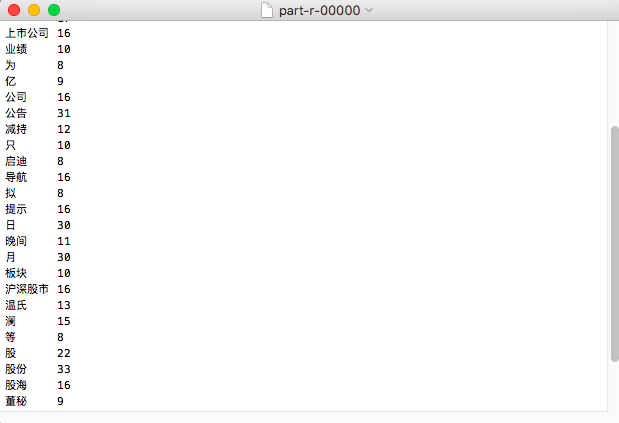 part-r-00000
上市公司 16
业绩 10
为 8
亿 9
公司 16
公告 31
减持 12
只 10
启迪 8
导航 16
拟 8
提示 16
日 30
晚间 11
月 30
板块 10
沪深股市 16
温氏 13
澜 15
等 8
股 22
股份 33
股海 16
董秘 9